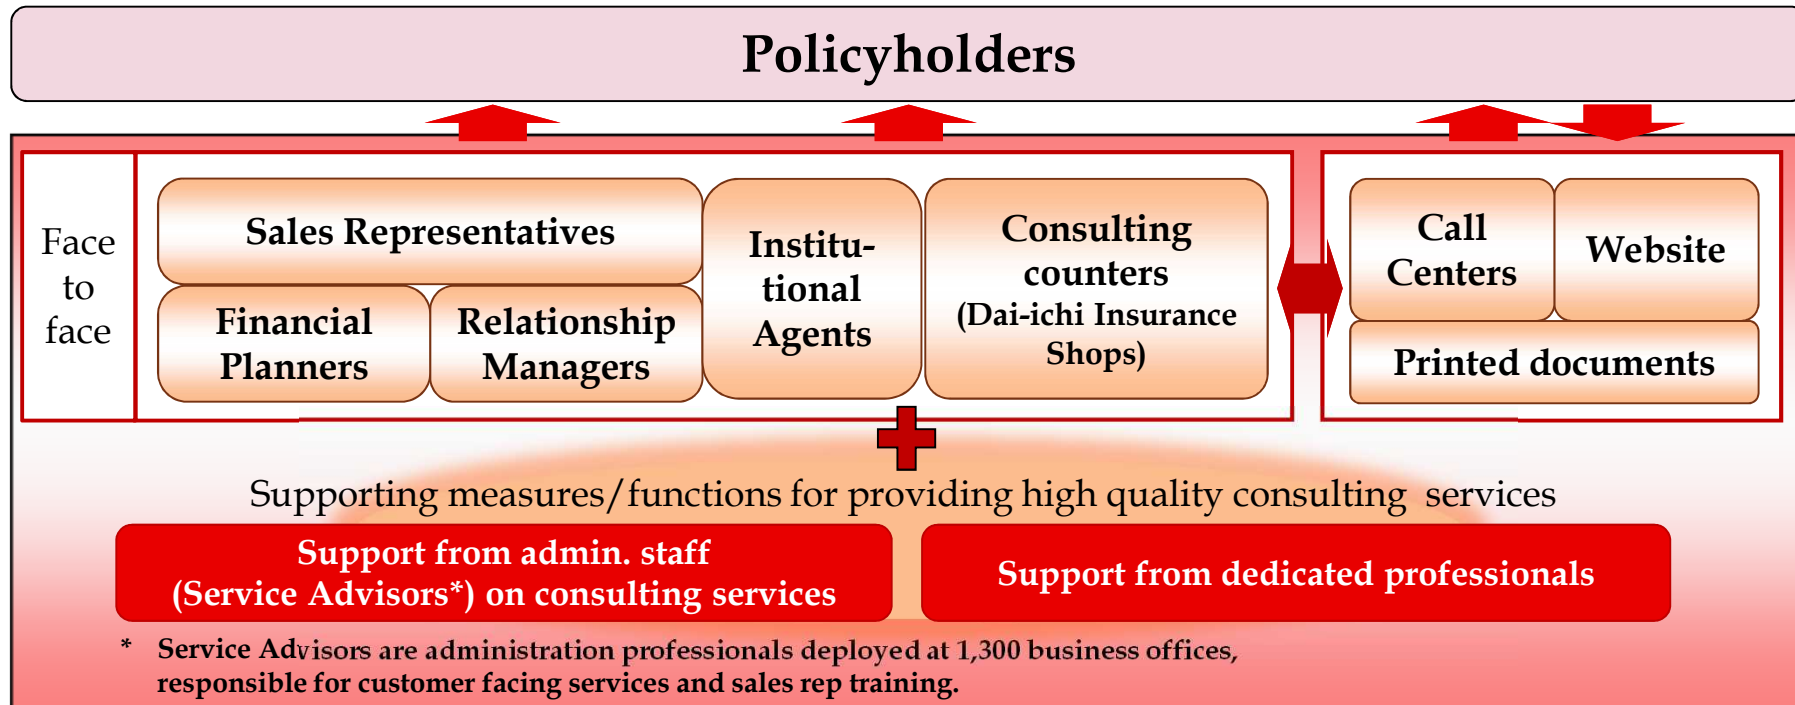 Policyholders
Face
to
face
Sales Representatives
Financial
Planners
Relationship
Managers
Institu-
tional
Agents
Consulting
counters
(Dai-ichi Insurance
Shops)
Call
Centers
Website
Printed documents
Supporting measures/functions for providing high quality consulting services
Support from admin. staff
(Service Advisors*) on consulting services
Support from dedicated professionals
* Service Advisors are administration professionals deployed at 1,300 business offices,
responsible for customer facing services and sales rep training.